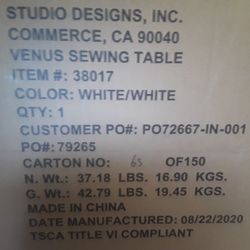 STUDIO DESIGNS, INC.
COMMERCE, CA 90040
VENUS SEWING TABLE
ITEM #: 38017
COLOR: WHITE/WHITE
QTY: 1
CUSTOMER PO#: PO72667-IN-001
PO#: 79265
CARTON NO: 63 OF150
N. Wt.: 37.18 LBS. 16.90 KGS.
G. Wt.: 42.79 LBS. 19.45 KGS.
MADE IN CHINA
DATE MANUFACTURED: 08/22/2020
TSCA TITLE VI COMPLIANT